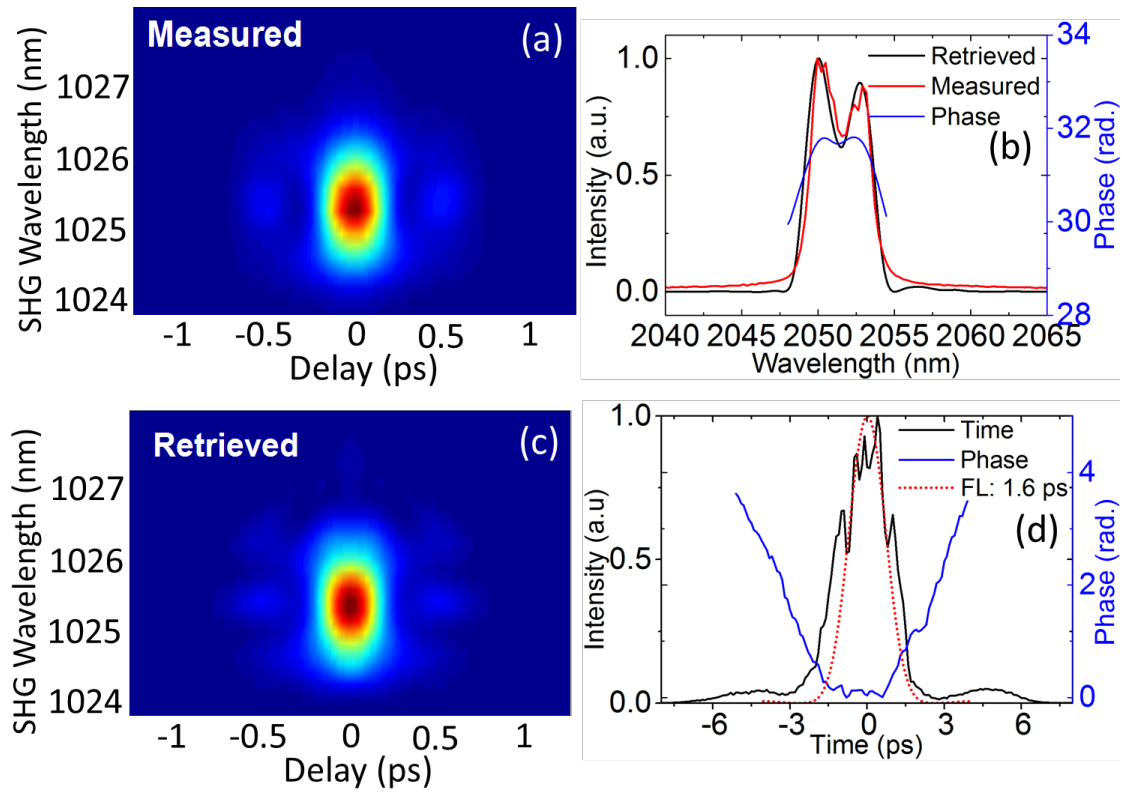 Measured
(a)
SHG Wavelength (nm)
1027
1026
1025
1024
-1 -0.5 0 0.5 1
Delay (ps)
(b)
Intensity (a.u.)
1.0
0.5
0.0
Retrieved
Measured
Phase
34
32
30
28
Phase (rad.)
2040 2045 2050 2055 2060 2065
Wavelength (nm)
Retrieved
(c)
SHG Wavelength (nm)
1027
1026
1025
1024
-1 -0.5 0 0.5 1
Delay (ps)
(d)
Intensity (a.u)
1.0
0.5
0.0
Time
Phase
FL: 1.6 ps
4
2
0
Phase (rad.)
-6 -3 0 3 6
Time (ps)